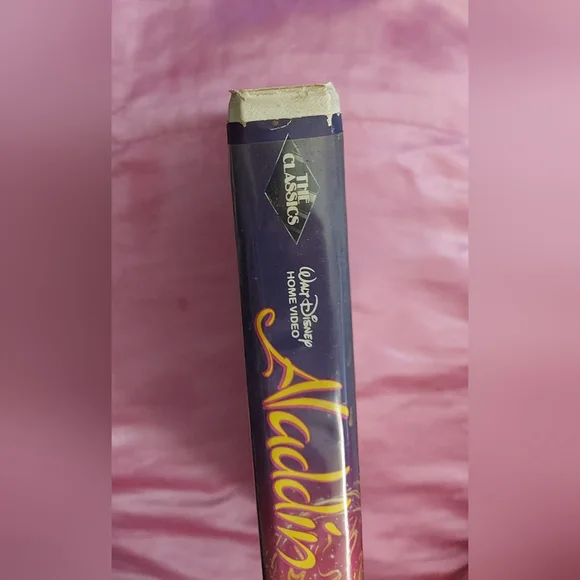 THE
CLASSICS
WALT DISNEY
HOME VIDEO
Aladdin